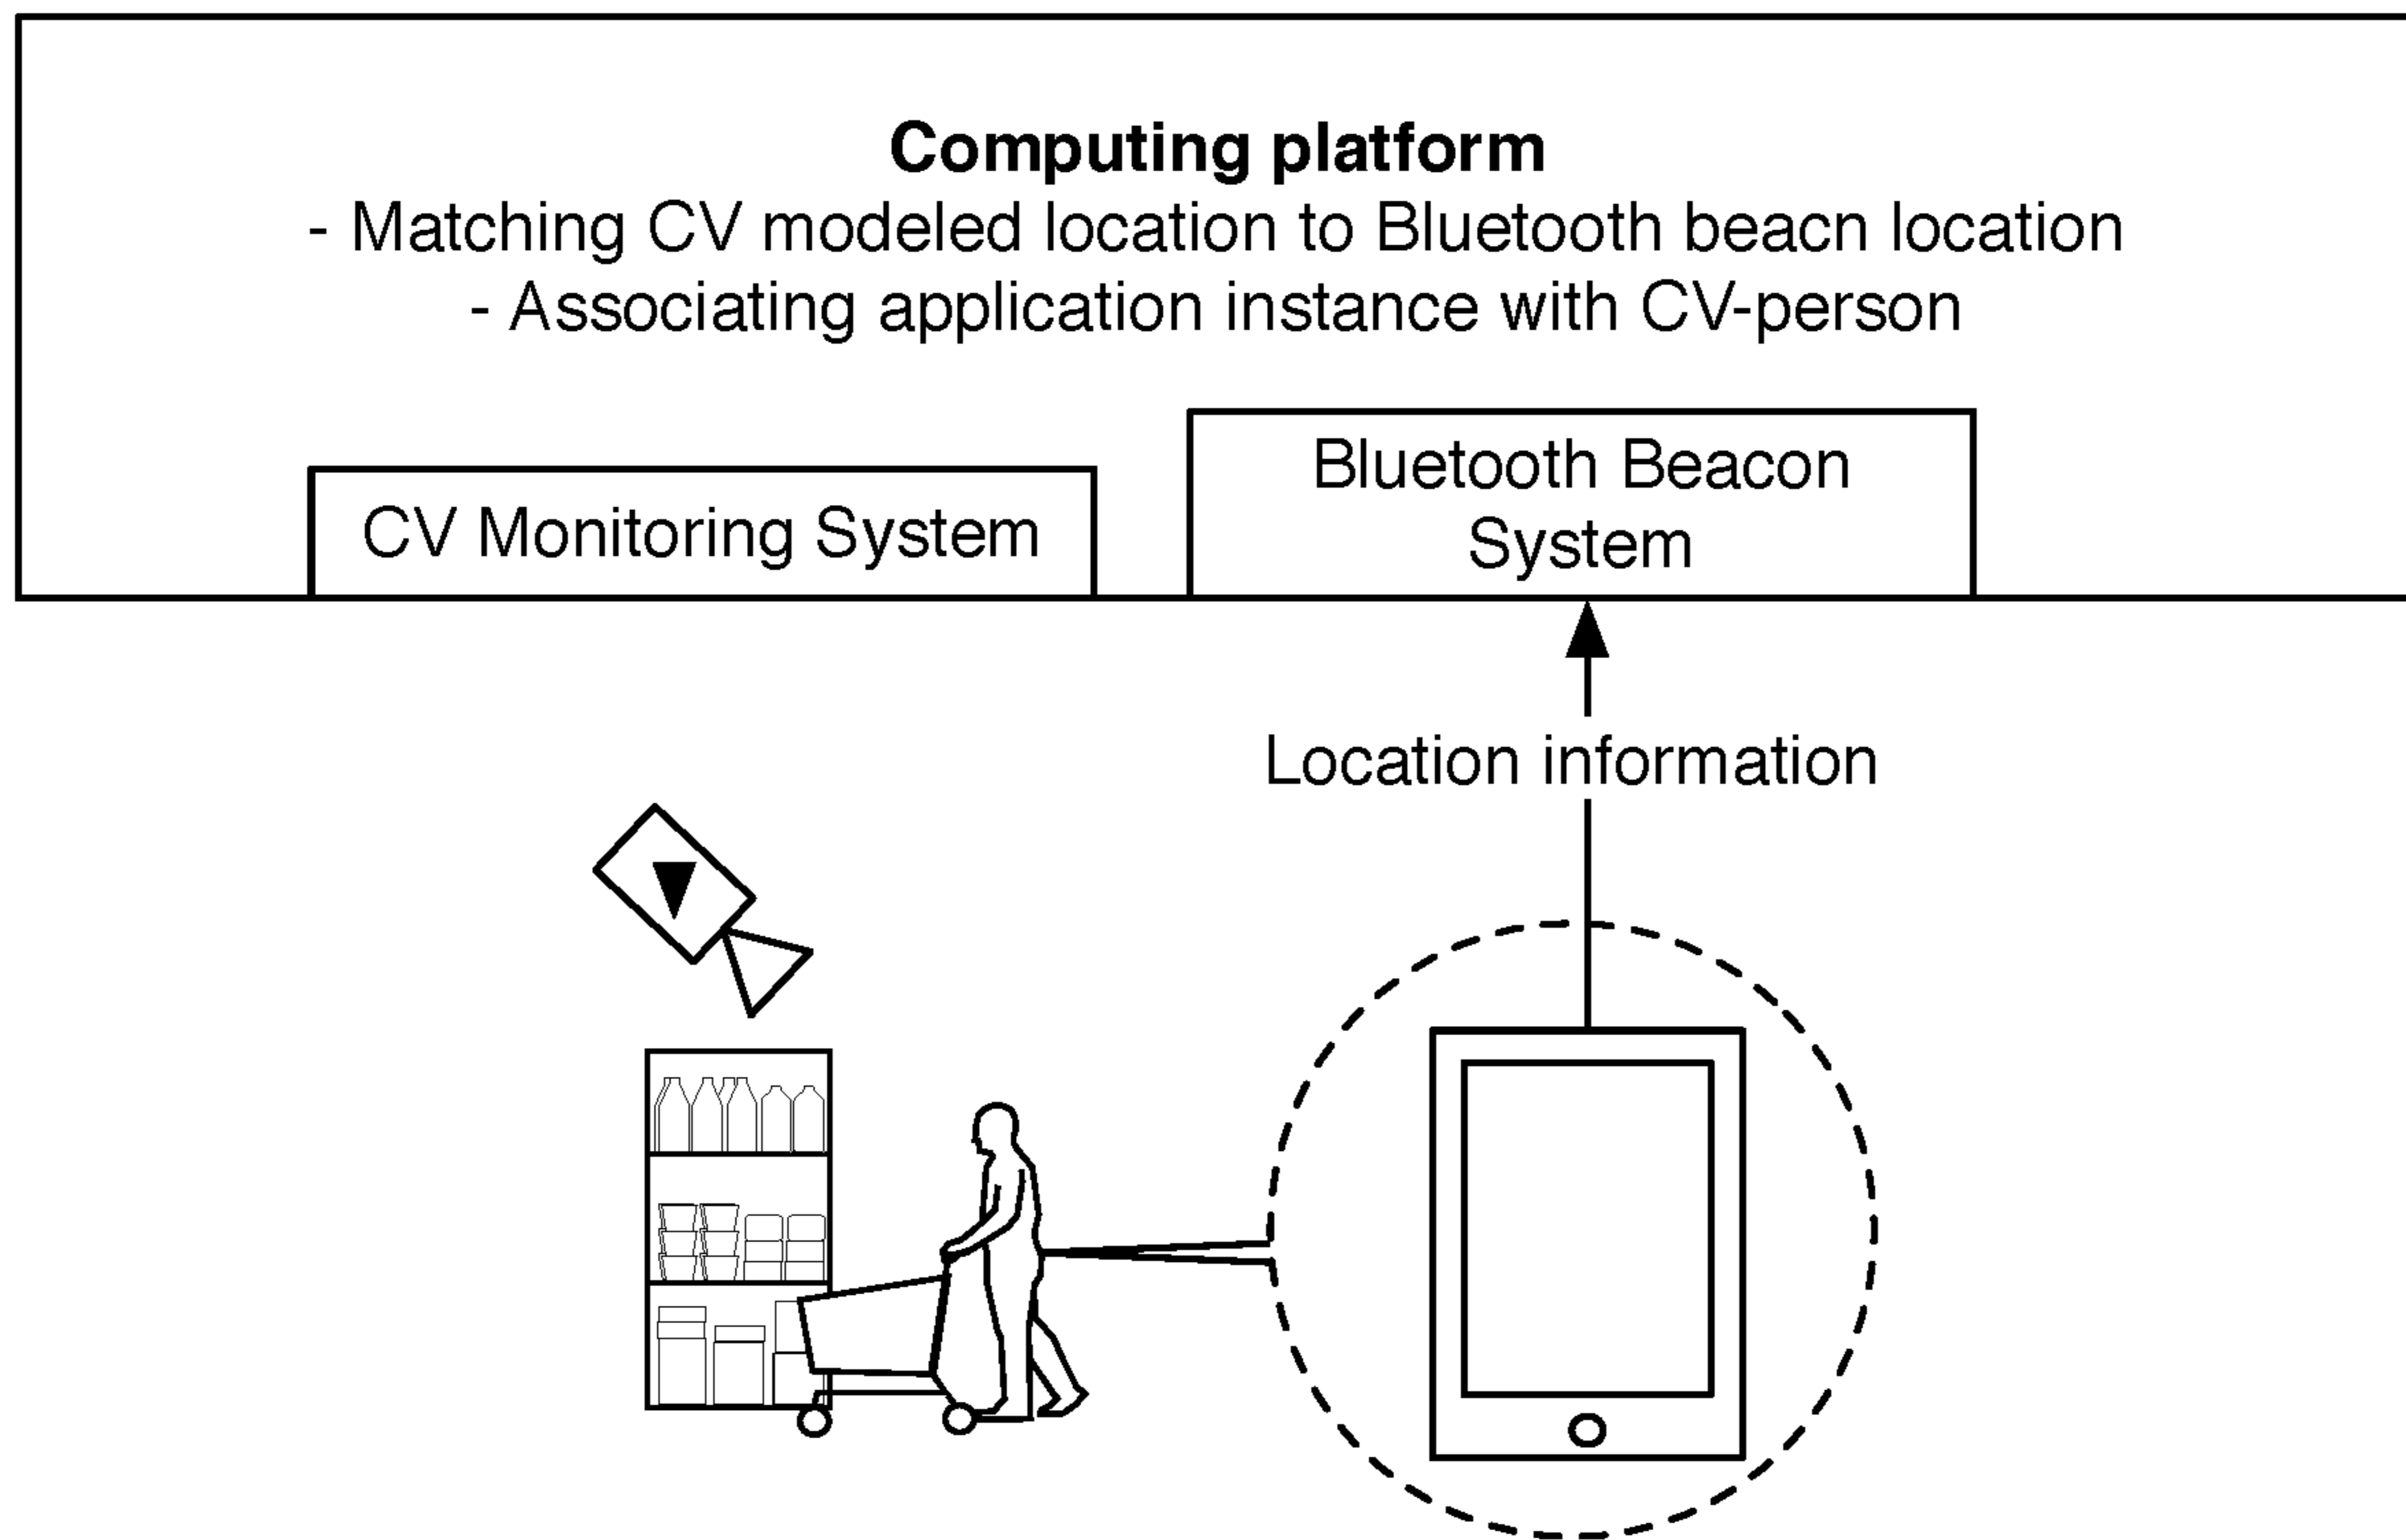 Computing platform
- Matching CV modeled location to Bluetooth beacn location
- Associating application instance with CV-person
CV Monitoring System
Bluetooth Beacon
System
Location information